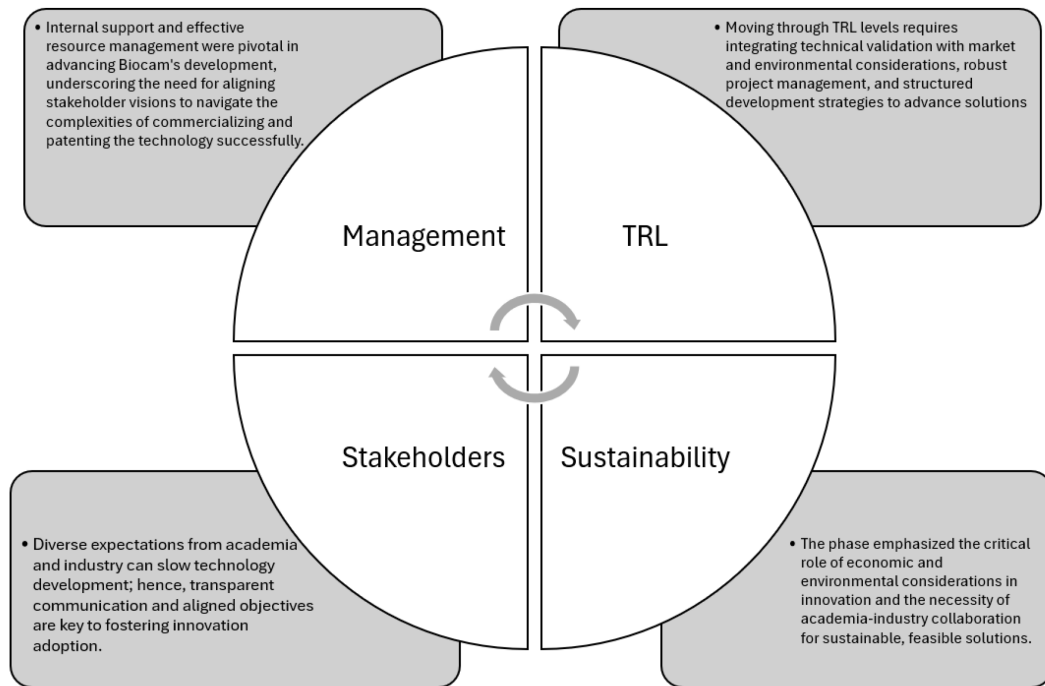 • Internal support and effective
resource management were pivotal in
advancing Biocam's development,
underscoring the need for aligning
stakeholder visions to navigate the
complexities of commercializing and
patenting the technology successfully.
• Moving through TRL levels requires
integrating technical validation with market
and environmental considerations, robust
project management, and structured
development strategies to advance solutions
Management
TRL
Stakeholders
Sustainability
• Diverse expectations from academia
and industry can slow technology
development; hence, transparent
communication and aligned objectives
are key to fostering innovation
adoption.
• The phase emphasized the critical
role of economic and
environmental considerations in
innovation and the necessity of
academia-industry collaboration
for sustainable, feasible solutions.